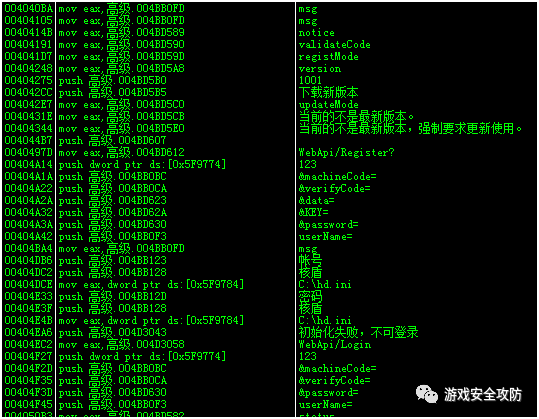 004040BA mov eax,高级.004BB0FD msg
00404105 mov eax,高级.004BB0FD msg
0040414B mov eax,高级.004BD589 notice
00404191 mov eax,高级.004BD590 validateCode
004041D7 mov eax,高级.004BD59D registMode
00404248 mov eax,高级.004BD5A8 version
00404275 push 高级.004BD5B0 1001
004042CC push 高级.004BD5B5 下载新版本
004042E7 mov eax,高级.004BD5C0 updateMode
0040431E mov eax,高级.004BD5CB 当前的不是最新版本。
00404344 mov eax,高级.004BD5E0 当前的不是最新版本，强制要求更新使用。
004044B7 push 高级.004BD607
0040497D mov eax,高级.004BD612 WebApi/Register?
00404A14 push dword ptr ds:[0x5F9774] 123
00404A1A push 高级.004BB0BC &machineCode=
00404A22 push 高级.004BB0CA &verifyCode=
00404A2A push 高级.004BD623 &data=
00404A32 push 高级.004BD62A &KEY=
00404A3A push 高级.004BD630 &password=
00404A42 push 高级.004BB0F3 userName=
00404BA4 mov eax,高级.004BB0FD msg
00404DB6 push 高级.004BB123 帐号
00404DC2 push 高级.004BB128 核盾
00404DCE mov eax,dword ptr ds:[0x5F9784] C:\hd.ini
00404E33 push 高级.004BB12D 密码
00404E3F push 高级.004BB128 核盾
00404E4B mov eax,dword ptr ds:[0x5F9784] C:\hd.ini
00404EA6 push 高级.004D3043 初始化失败，不可登录
00404EC2 mov eax,高级.004D3058 WebApi/Login
00404F27 push dword ptr ds:[0x5F9774] 123
00404F2D push 高级.004BB0BC &machineCode=
00404F35 push 高级.004BB0CA &verifyCode=
00404F3D push 高级.004BD630 &password=
00404F45 push 高级.004BB0F3 userName=
004050B3 mov eax,高级.004BD582 status
游戏安全攻防